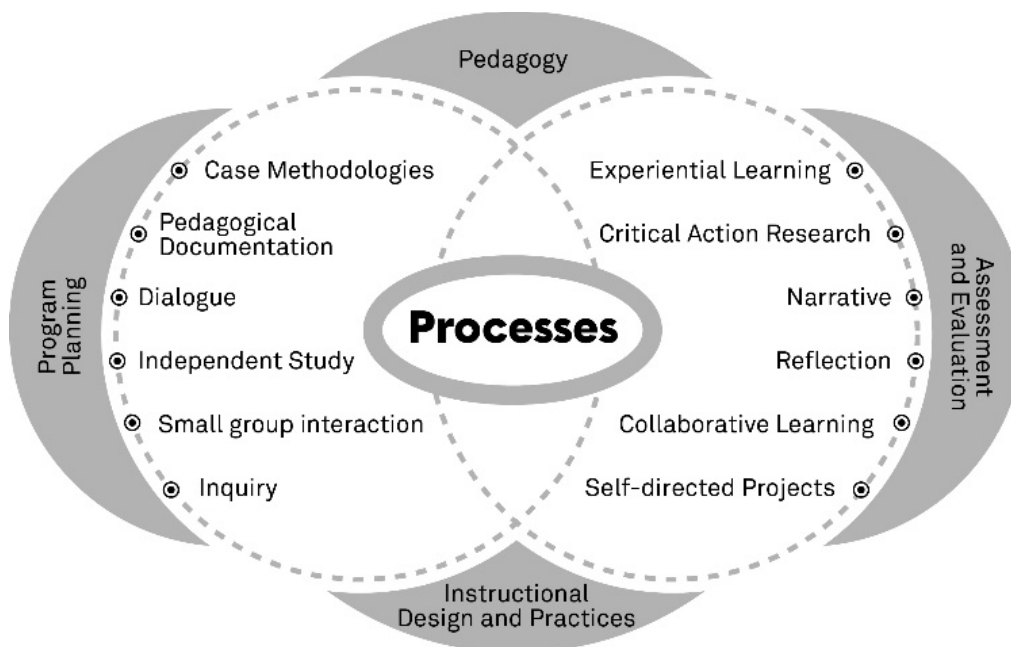 Pedagogy
Program
Planning
Case Methodologies
Pedagogical
Documentation
Dialogue
Independent Study
Small group interaction
Inquiry
Processes
Experiential Learning
Critical Action Research
Narrative
Reflection
Collaborative Learning
Self-directed Projects
Assessment
and Evaluation
Instructional
Design and Practices